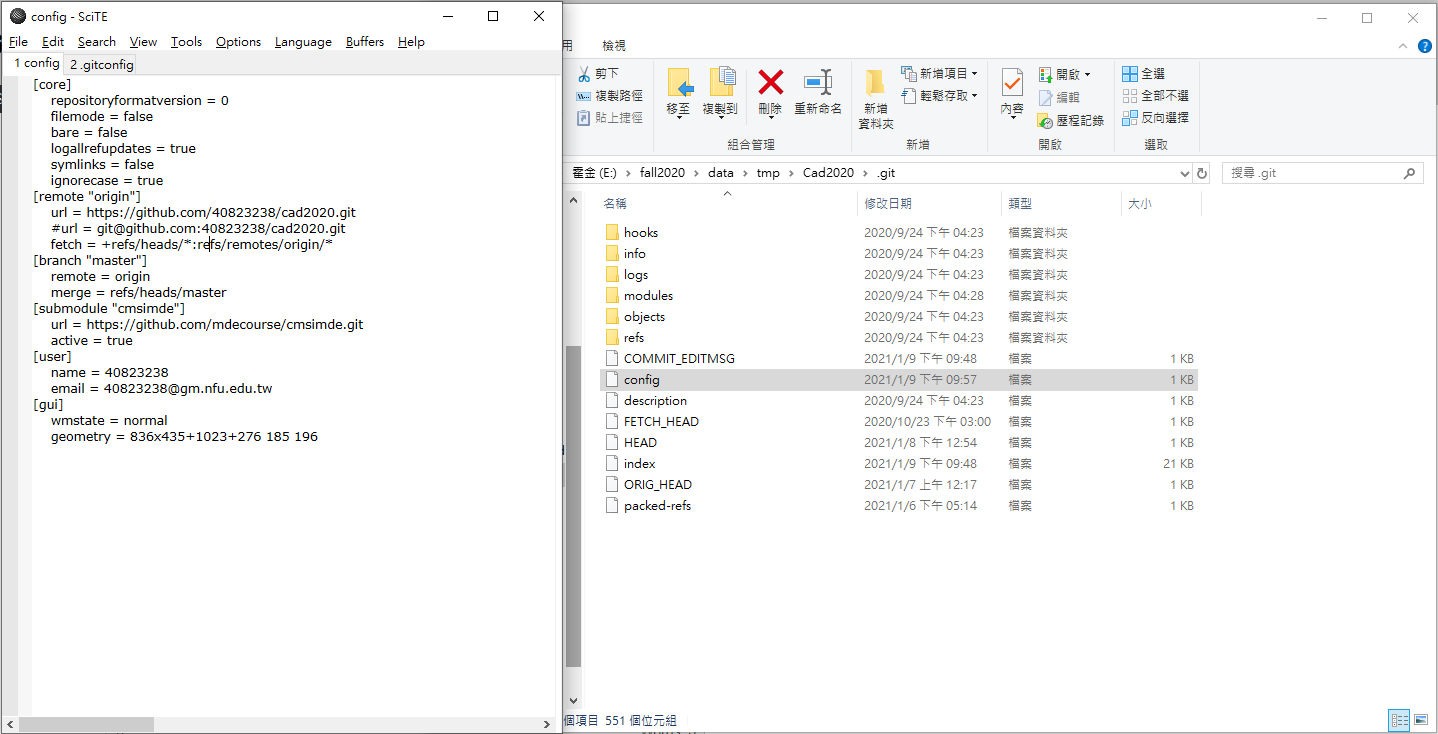 config - SciTE
File Edit Search View Tools Options Language Buffers Help
1 config 2 .gitconfig
[core]
repositoryformatversion = 0
filemode = false
bare = false
logallrefupdates = true
symlinks = false
ignorecase = true
[remote "origin"]
url = https://github.com/40823238/cad2020.git
#url = git@github.com:40823238/cad2020.git
fetch = +refs/heads/*:refs/remotes/origin/*
[branch "master"]
remote = origin
merge = refs/heads/master
[submodule "cmsimde"]
url = https://github.com/mdecourse/cmsimde.git
active = true
[user]
name = 40823238
email = 40823238@gm.nfu.edu.tw
[gui]
wmstate = normal
geometry = 836x435+1023+276 185 196
用 檢視
剪下
複製路徑
貼上捷徑
移至 複製到 刪除 重新命名
組合管理
新增資料夾
新增項目
輕鬆存取
新增
內容
開啟
編輯
歷程記錄
開啟
全選
全部不選
反向選擇
選取
霍金 (E:) › fall2020 › data › tmp › Cad2020 › .git
搜尋 .git
名稱 修改日期 類型 大小
hooks 2020/9/24 下午 04:23 檔案資料夾
info 2020/9/24 下午 04:23 檔案資料夾
logs 2020/9/24 下午 04:23 檔案資料夾
modules 2020/9/24 下午 04:28 檔案資料夾
objects 2020/9/24 下午 04:23 檔案資料夾
refs 2020/9/24 下午 04:23 檔案資料夾
COMMIT_EDITMSG 2021/1/9 下午 09:48 檔案 1 KB
config 2021/1/9 下午 09:57 檔案 1 KB
description 2020/9/24 下午 04:23 檔案 1 KB
FETCH_HEAD 2020/10/23 下午 03:00 檔案 1 KB
HEAD 2021/1/8 下午 12:54 檔案 1 KB
index 2021/1/9 下午 09:48 檔案 21 KB
ORIG_HEAD 2021/1/7 上午 12:17 檔案 1 KB
packed-refs 2021/1/6 下午 05:14 檔案 1 KB
個項目 551 個位元組